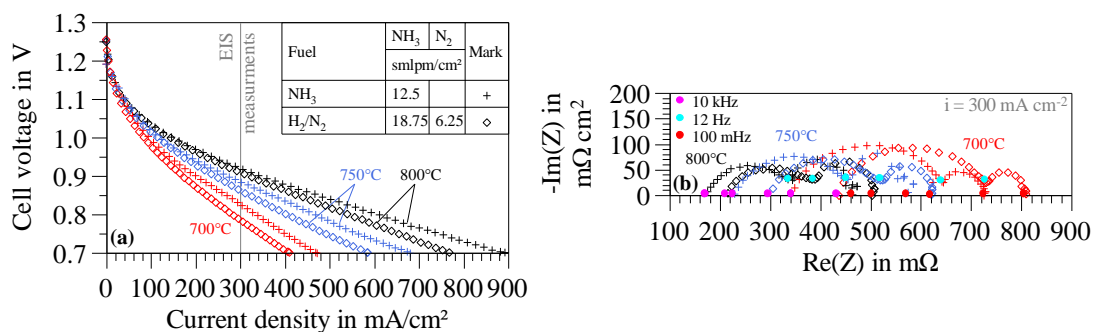 1.3
1.2
1.1
1.0
0.9
0.8
0.7
Cell voltage in V
EIS
measurments
Fuel
NH₃
N₂
Mark
smlpm/cm²
NH₃ 12.5 +
H₂/N₂ 18.75 6.25 ◇
750°C
800°C
700°C
(a)
0 100 200 300 400 500 600 700 800 900
Current density in mA/cm²
-Im(Z) in
mΩ cm²
200
150
100
50
0
10 kHz
12 Hz
100 mHz
i = 300 mA cm⁻²
750°C
700°C
800°C
(b)
100 200 300 400 500 600 700 800 900
Re(Z) in mΩ